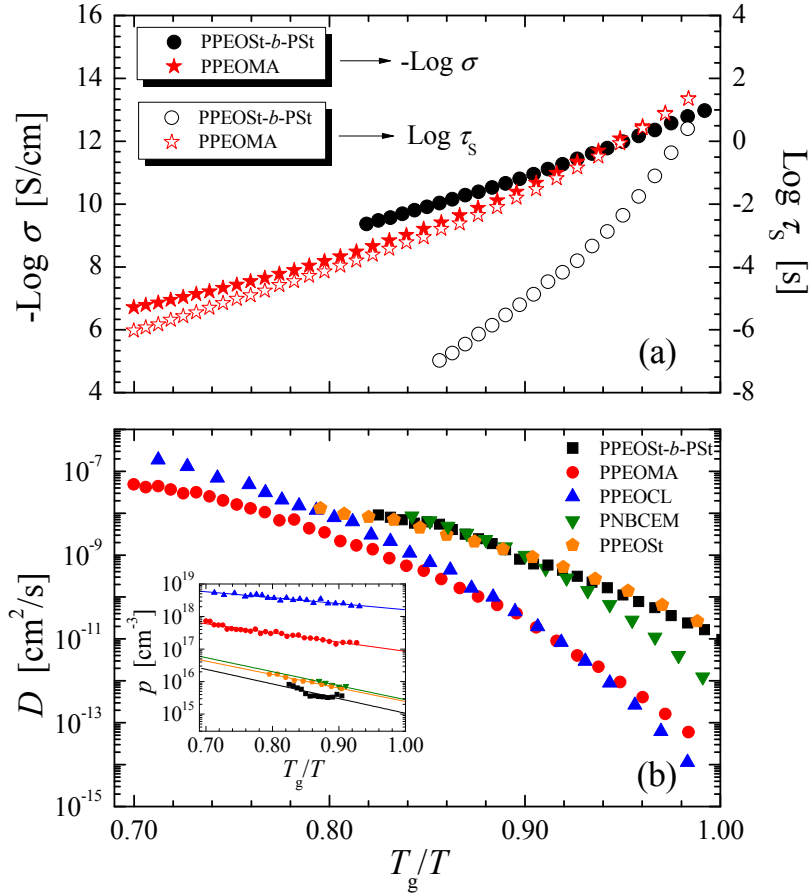 PPEOSt-b-PSt
PPEOMA
-Log σ
PPEOSt-b-PSt
PPEOMA
Log τS
16
14
12
10
8
6
4
-Log σ [S/cm]
4
2
0
-2
-4
-6
-8
Log τS [s]
(a)
PPEOSt-b-PSt
PPEOMA
PPEOCL
PNBCEM
PPEOSt
10-7
10-9
10-11
10-13
10-15
D [cm2/s]
1019
1018
1017
1016
1015
p [cm-3]
0.70 0.80 0.90 1.00
Tg/T
(b)
0.70 0.80 0.90 1.00
Tg/T